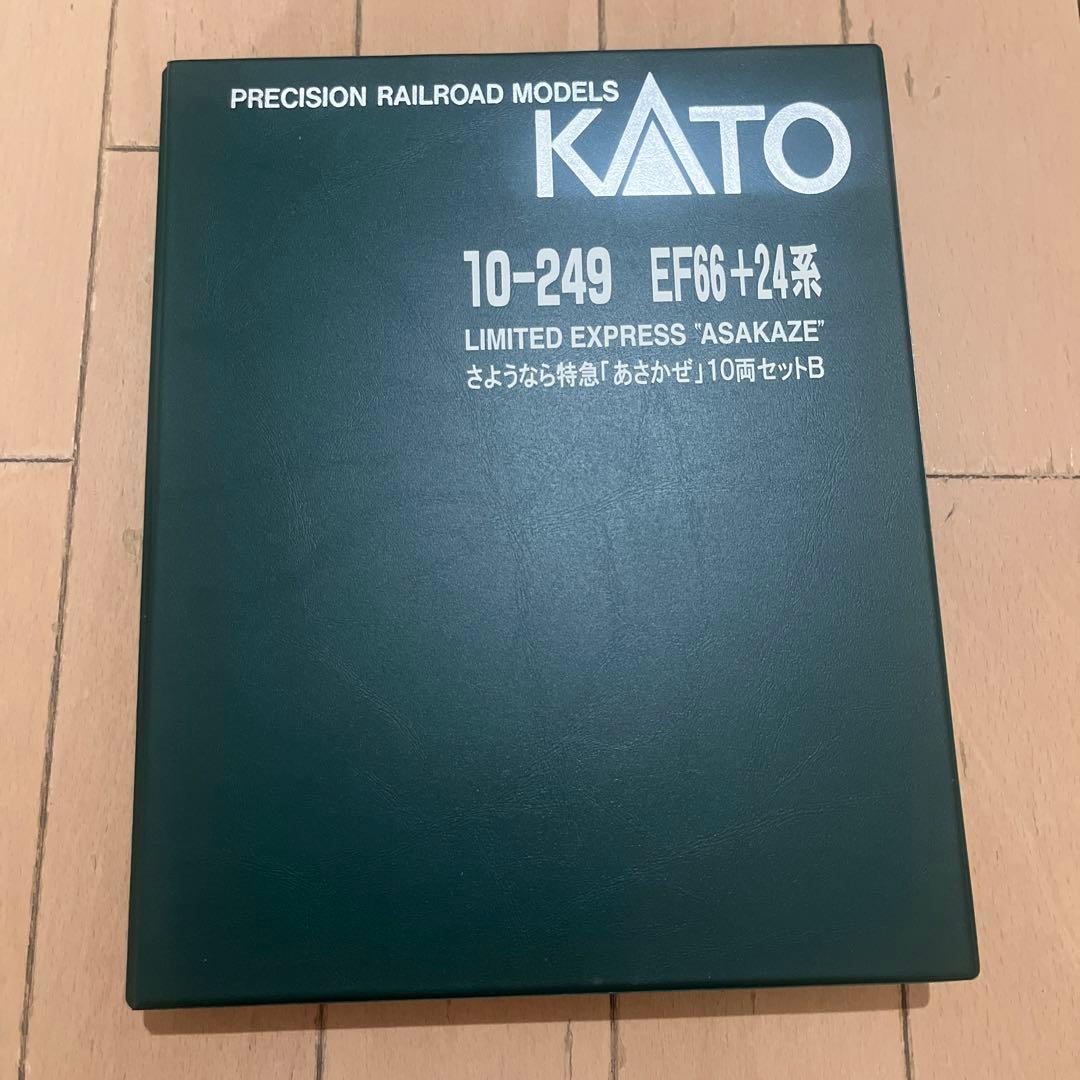 PRECISION RAILROAD MODELS
KATO
10-249 EF66+24系
LIMITED EXPRESS "ASAKAZE"
さようなら特急「あさかぜ」10両セットB